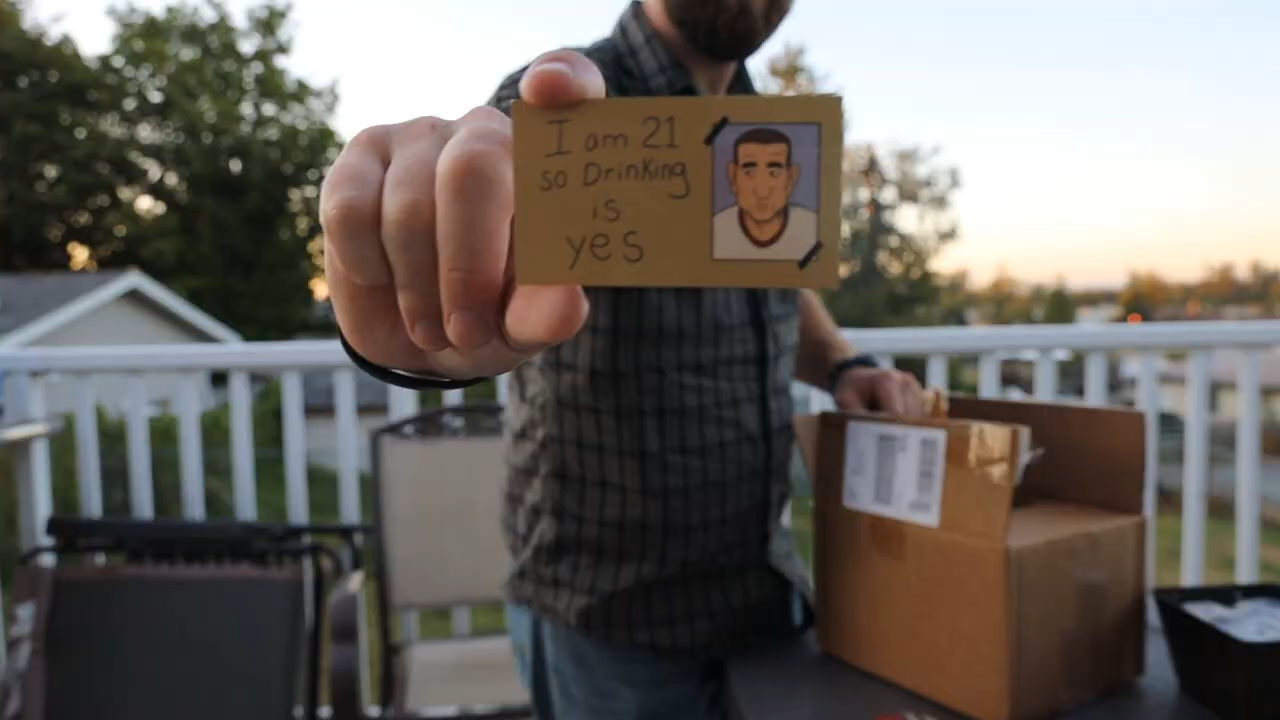 I am 21
so Drinking
is
yes